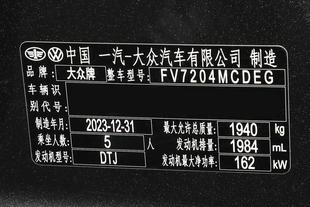 中国 一汽-大众汽车有限公司 制造
品牌 大众牌 整车型号 FV7204MCDEG
车辆识别代号
制造年月 2023-12-31 最大允许总质量 1940 kg
乘坐人数 5 人 发动机排量 1984 mL
发动机型号 DTJ 发动机最大净功率 162 kW